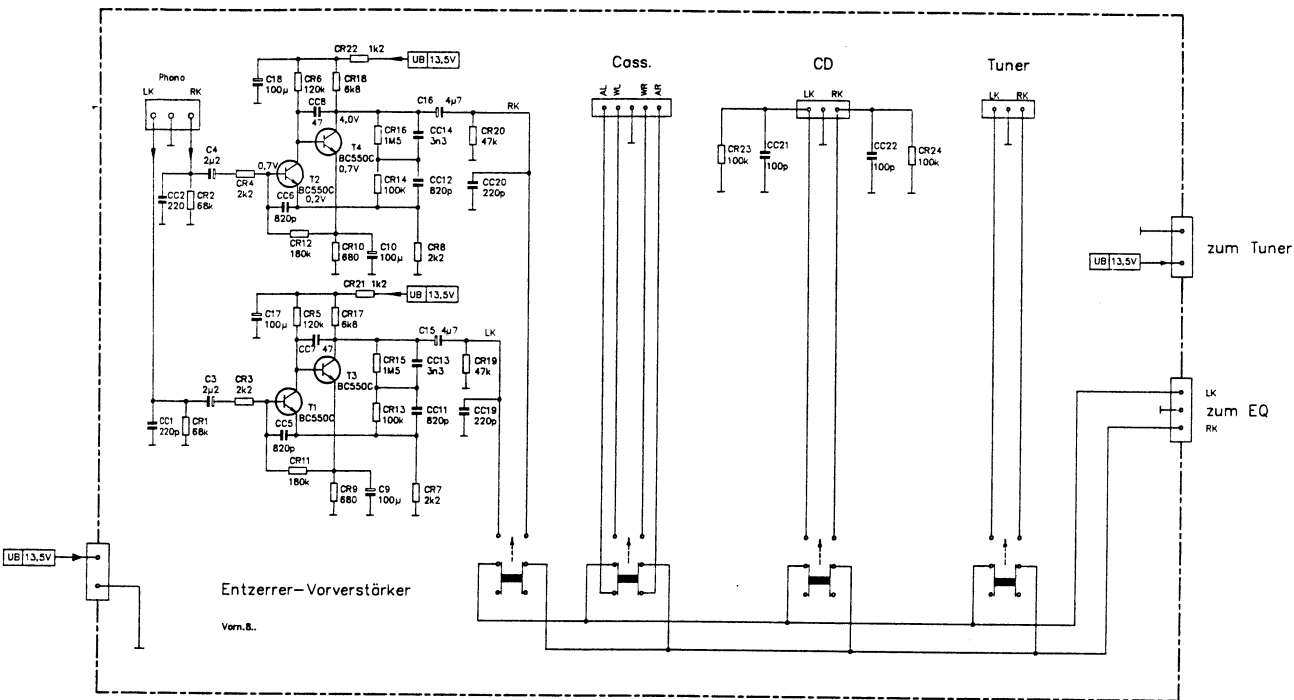 Phono
LK
RK
CR22 1k2
UB 13,5V
C18
100µ
CR6
120k
CR18
6k8
CC8
47
4,0V
C16 4µ7
RK
CR16
1M5
CC14
3n3
CR20
47k
C4
2µ2
0,7V
T4
BC550C
0,7V
T2
BC550C
0,2V
CR4
2k2
CC2
220
CR2
68k
CC6
820p
CR14
100K
CC12
820p
CC20
220p
CR12
180k
CR10
680
C10
100µ
CR8
2k2
CR21 1k2
UB 13,5V
C17
100µ
CR5
120k
CR17
6k8
CC7 47
C15 4µ7
LK
CR15
1M5
CC13
3n3
CR19
47k
C3
2µ2
CR3
2k2
T3
BC550C
T1
BC550C
CC1
220p
CR1
68k
CC5
820p
CR13
100k
CC11
820p
CC19
220p
CR11
180k
CR9
680
C9
100µ
CR7
2k2
Cass.
AL
WL
WR
AR
CD
LK RK
CR23
100k
CC21
100p
CC22
100p
CR24
100k
Tuner
LK RK
zum Tuner
UB 13,5V
LK
zum EQ
RK
UB 13,5V
Entzerrer-Vorverstärker
Vorn.8..